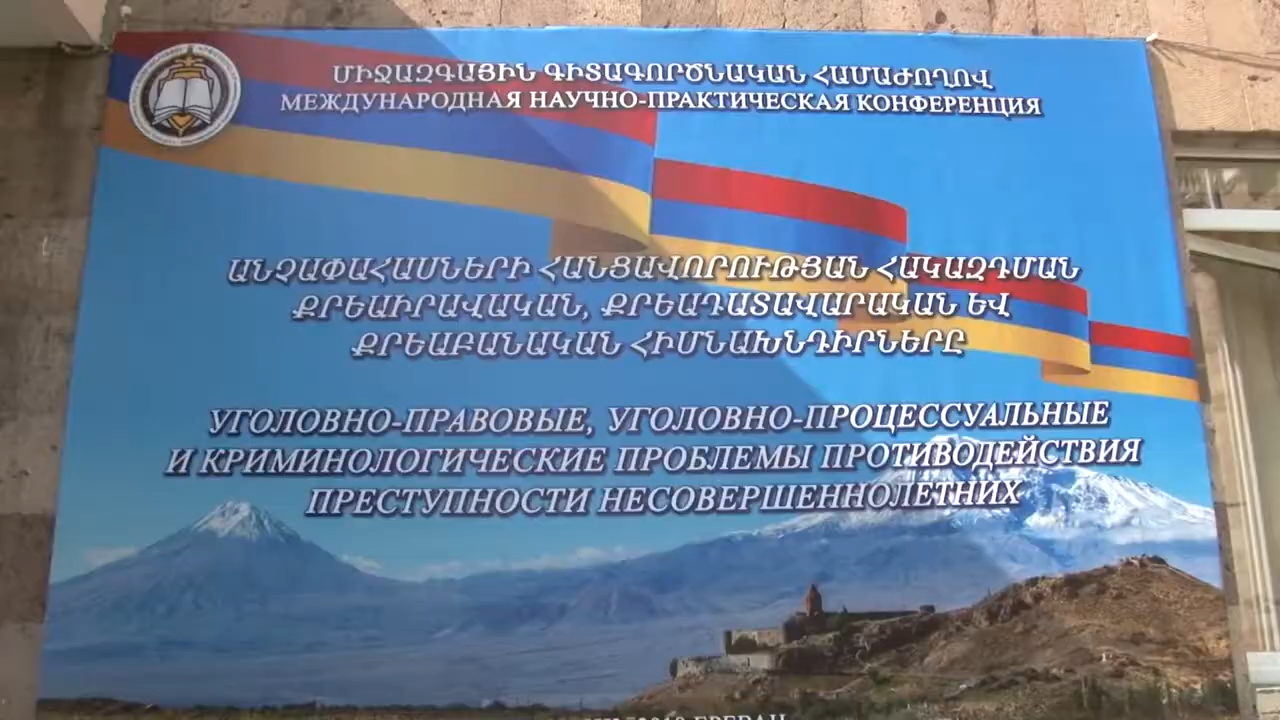 ՄԻՋԱԶԳԱՅԻՆ ԳԻՏԱԳՈՐԾՆԱԿԱՆ ՀԱՄԱԺՈՂՈՎ
МЕЖДУНАРОДНАЯ НАУЧНО-ПРАКТИЧЕСКАЯ КОНФЕРЕНЦИЯ
ԱՆՉԱՓԱՀԱՍՆԵՐԻ ՀԱՆՑԱՎՈՐՈՒԹՅԱՆ ՀԱԿԱԶԴՄԱՆ
ՔՐԵԱԻՐԱՎԱԿԱՆ, ՔՐԵԱԴԱՏԱՎԱՐԱԿԱՆ ԵՎ
ՔՐԵԱԲԱՆԱԿԱՆ ՀԻՄՆԱԽՆԴԻՐՆԵՐԸ
УГОЛОВНО-ПРАВОВЫЕ, УГОЛОВНО-ПРОЦЕССУАЛЬНЫЕ
И КРИМИНОЛОГИЧЕСКИЕ ПРОБЛЕМЫ ПРОТИВОДЕЙСТВИЯ
ПРЕСТУПНОСТИ НЕСОВЕРШЕННОЛЕТНИХ
ЕРЕВАН